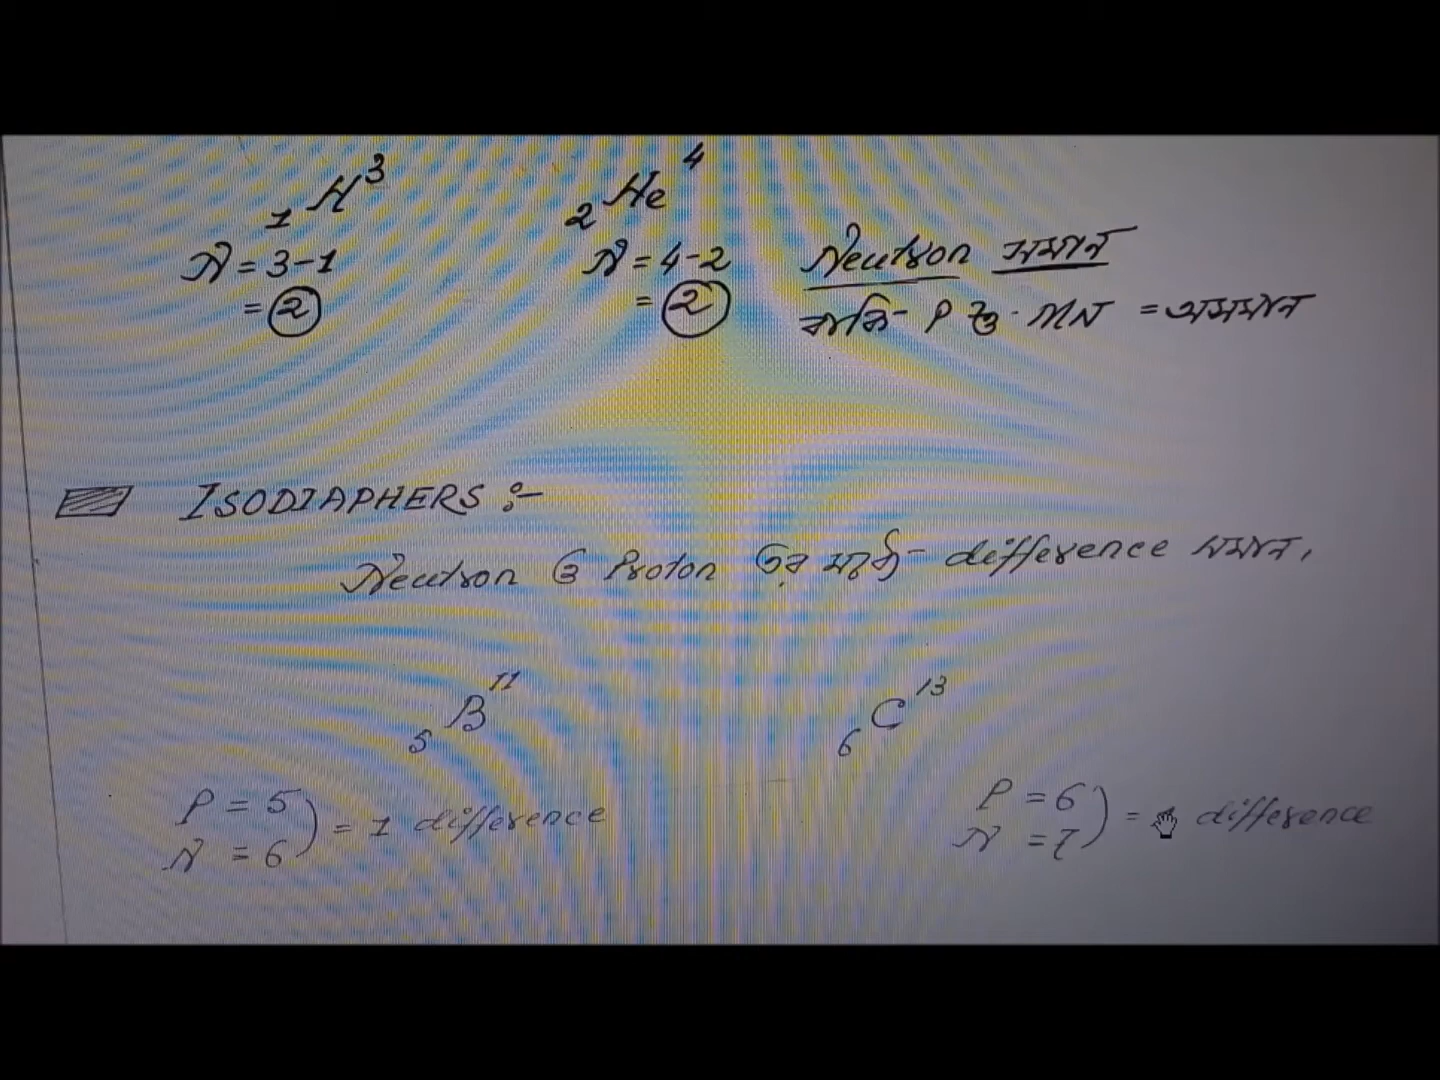 ₁H³ ₂He⁴
N = 3-1 N = 4-2 Neutron সমান
= 2 = 2 বাকি P ও MN = অসমান
ISODIAPHERS :-
Neutron ও Proton এর মধ্যে difference সমান,
₅B¹¹ ₆C¹³
P = 5 P = 6
N = 6 ) = 1 difference N = 7 ) = difference